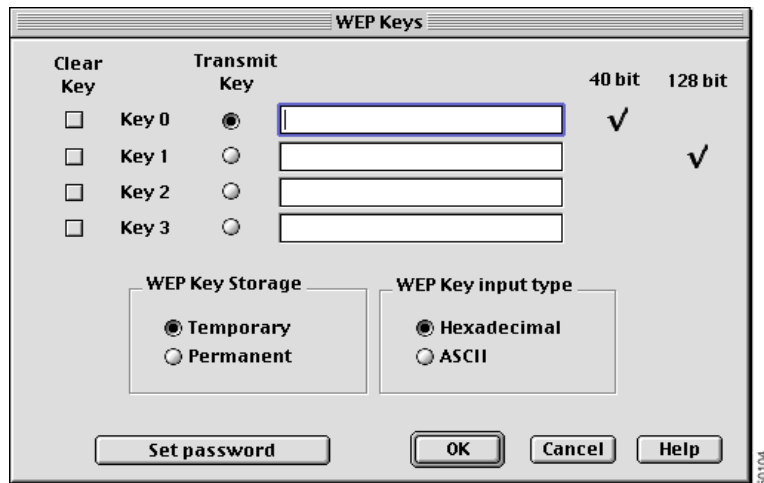 WEP Keys
Clear Key
Transmit Key
40 bit
128 bit
Key 0
√
Key 1
√
Key 2
Key 3
WEP Key Storage
Temporary
Permanent
WEP Key input type
Hexadecimal
ASCII
Set password
OK
Cancel
Help